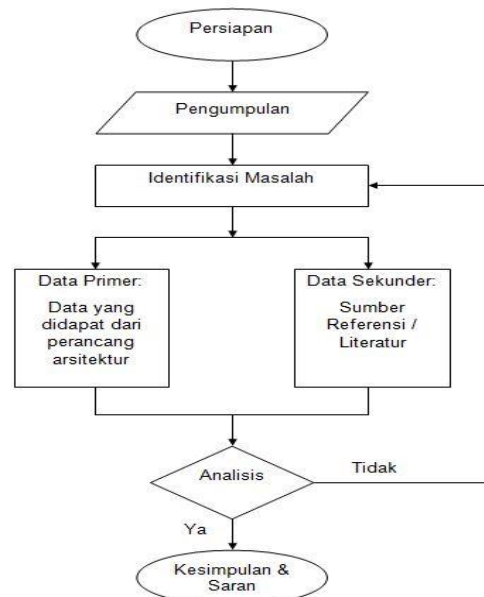 Persiapan
Pengumpulan
Identifikasi Masalah
Data Primer:
Data yang
didapat dari
perancang
arsitektur
Data Sekunder:
Sumber
Referensi /
Literatur
Analisis
Tidak
Ya
Kesimpulan &
Saran